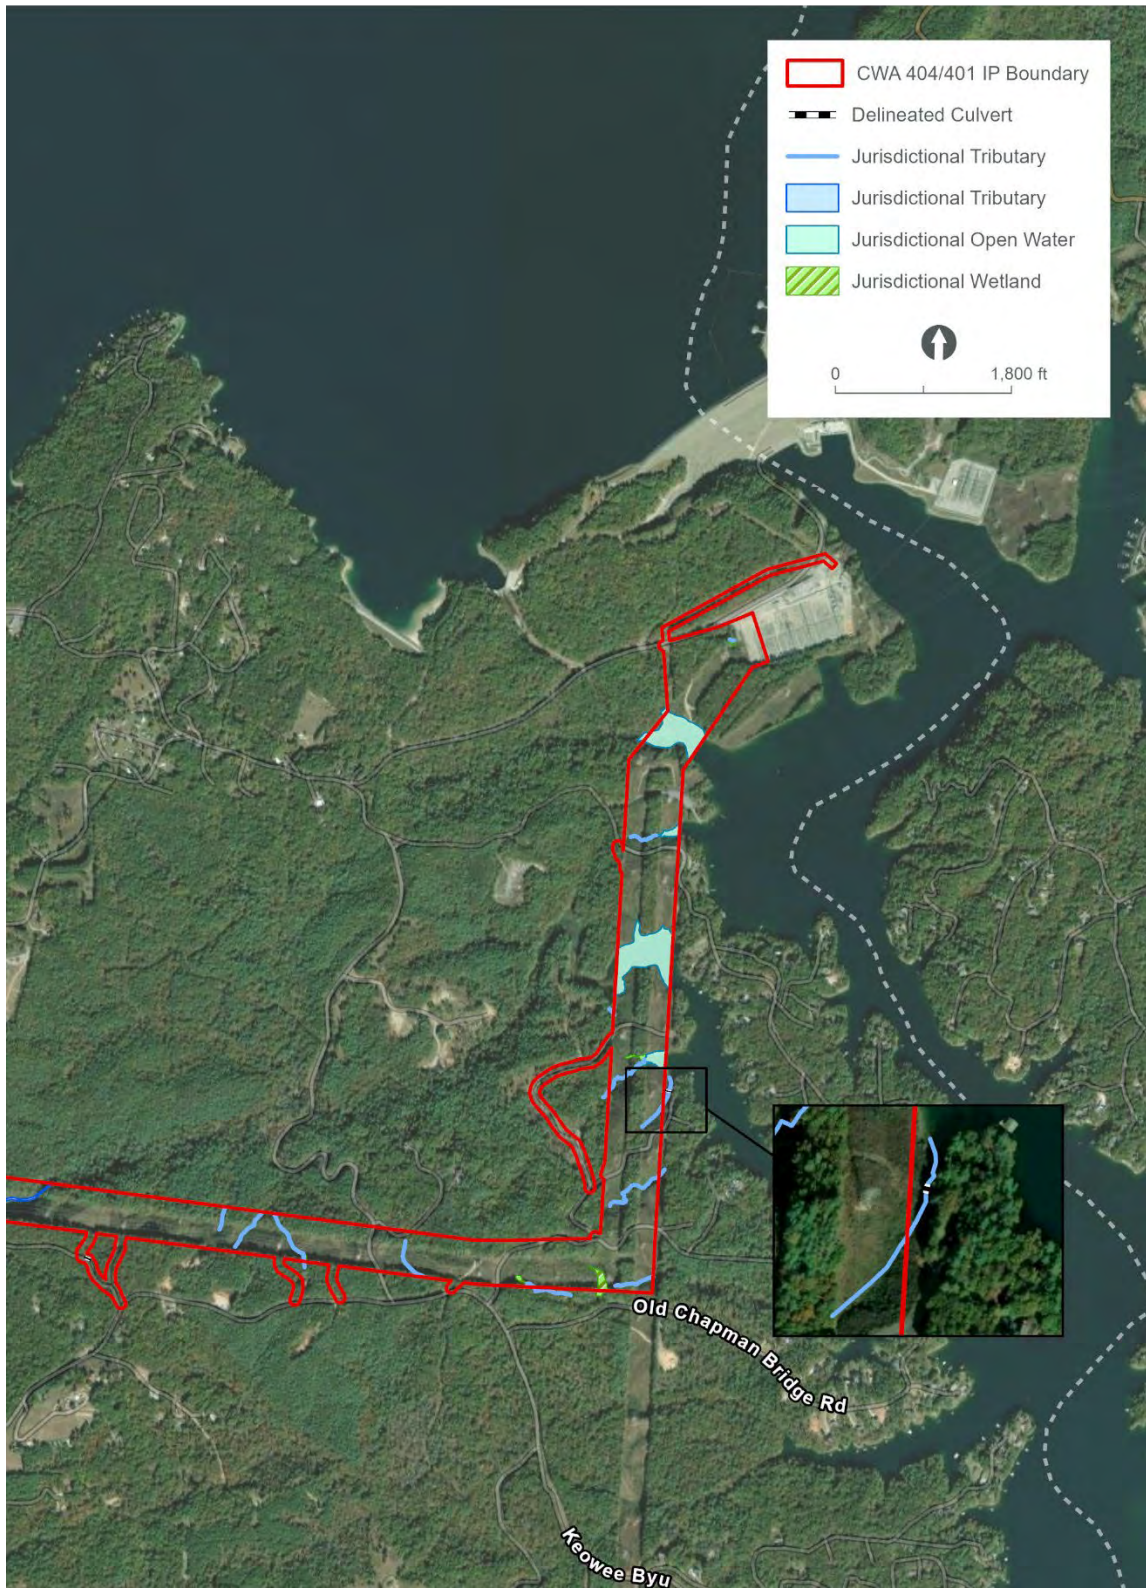 CWA 404/401 IP Boundary
Delineated Culvert
Jurisdictional Tributary
Jurisdictional Tributary
Jurisdictional Open Water
Jurisdictional Wetland
0 1,800 ft
Old Chapman Bridge Rd
Keowee Byu